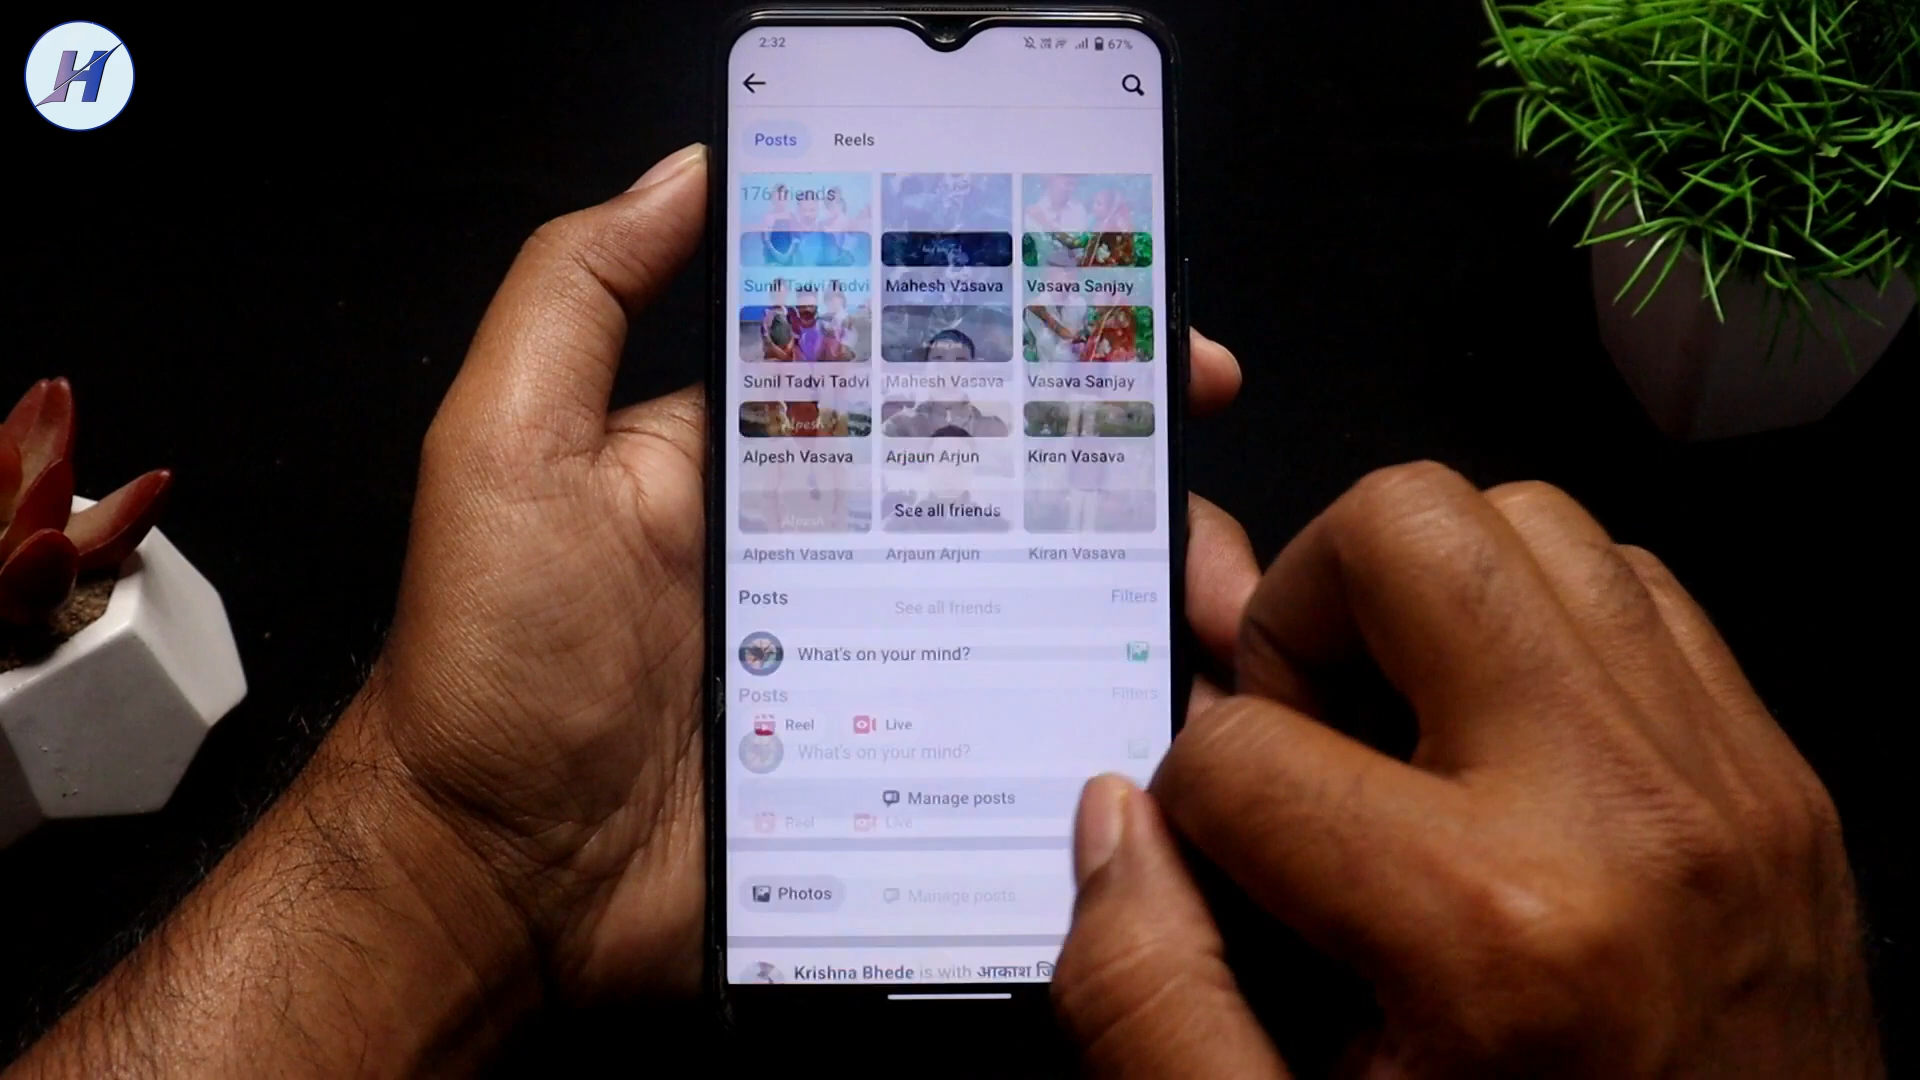 H
2:32
67%
Posts Reels
176 friends
Sunil Tadvi Tadvi Mahesh Vasava Vasava Sanjay
Sunil Tadvi Tadvi Mahesh Vasava Vasava Sanjay
Alpesh
Alpesh Vasava Arjaun Arjun Kiran Vasava
See all friends
Alpesh
Alpesh Vasava Arjaun Arjun Kiran Vasava
Posts Filters
See all friends
What's on your mind?
Posts Filters
Reel Live
What's on your mind?
Manage posts
Reel Live
Photos Manage posts
Krishna Bhede is with आकाश